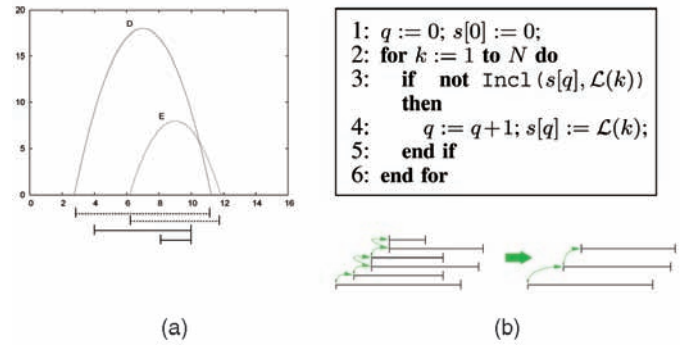 20
D
15
10
E
5
0
0 2 4 6 8 10 12 14 16
(a)
1: q := 0; s[0] := 0;
2: for k := 1 to N do
3: if not Incl(s[q], ℒ(k))
then
4: q := q+1; s[q] := ℒ(k);
5: end if
6: end for
(b)